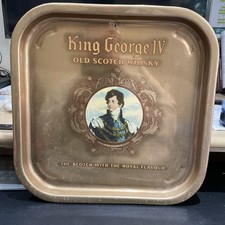 King George IV
OLD SCOTCH WHISKY
THE SCOTCH WITH THE ROYAL FLAVOUR